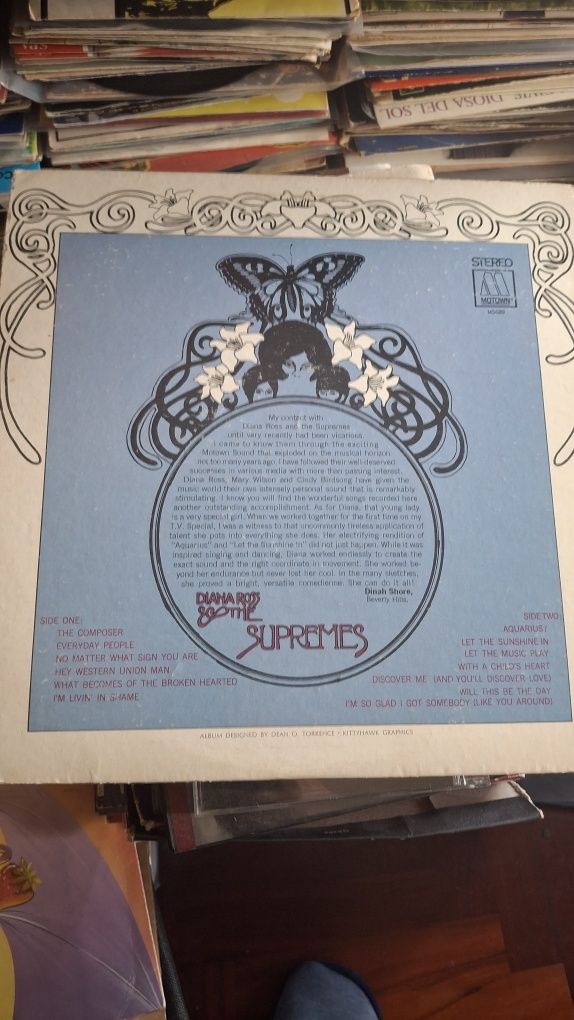 DIOSA DEL SOL
STEREO
M
MOTOWN
My contact with
Diana Ross and the Supremes
until very recently had been vicarious.
I came to know them through the exciting
Motown Sound that exploded on the musical horizon
not too many years ago. I have followed their well-deserved
successes in various media with more than passing interest.
Diana Ross, Mary Wilson and Cindy Birdsong have given the
music world their own intensely personal sound that is remarkably
stimulating. I know you will find the wonderful songs recorded here
another outstanding accomplishment. As for Diana, that young lady
is a very special girl. When we worked together for the first time on my
T.V. Special, I was a witness to that uncommonly tireless application of
talent she puts into everything she does. Her electrifying rendition of
"Aquarius" and "Let the Sunshine In" did not just happen. While it was
inspired singing and dancing, Diana worked endlessly to create the
exact sound and the right coordinate in movement. She worked be-
yond her endurance but never lost her cool. In the many sketches,
she proved a bright, versatile comedienne. She can do it all!
Dinah Shore,
Beverly Hills.
DIANA ROSS
& THE
SUPREMES
SIDE ONE:
THE COMPOSER
EVERYDAY PEOPLE
NO MATTER WHAT SIGN YOU ARE
HEY WESTERN UNION MAN
WHAT BECOMES OF THE BROKEN HEARTED
I'M LIVIN' IN SHAME
SIDE TWO
AQUARIUS/
LET THE SUNSHINE IN
LET THE MUSIC PLAY
WITH A CHILD'S HEART
DISCOVER ME (AND YOU'LL DISCOVER LOVE)
WILL THIS BE THE DAY
I'M SO GLAD I GOT SOMEBODY (LIKE YOU AROUND)
ALBUM DESIGNED BY DEAN O. TORRENCE • KITTYHAWK GRAPHICS